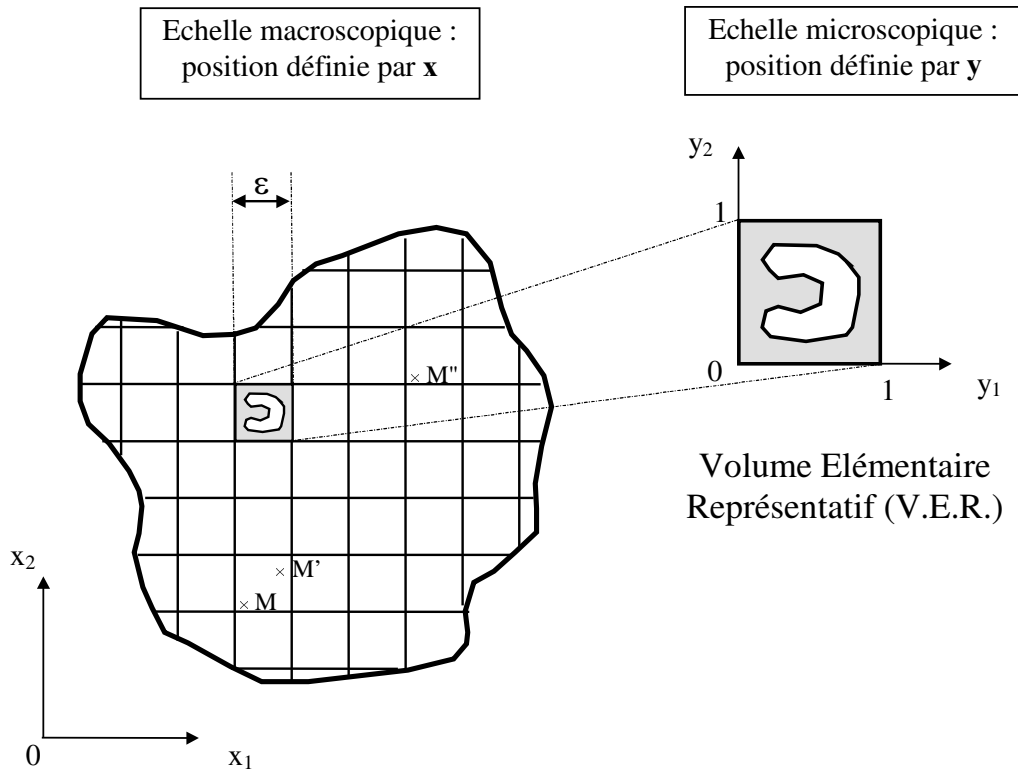 Echelle macroscopique :
position définie par x
Echelle microscopique :
position définie par y
y₂
ε
1
M"
0
1
y₁
Volume Elémentaire
Représentatif (V.E.R.)
x₂
M’
M
0
x₁